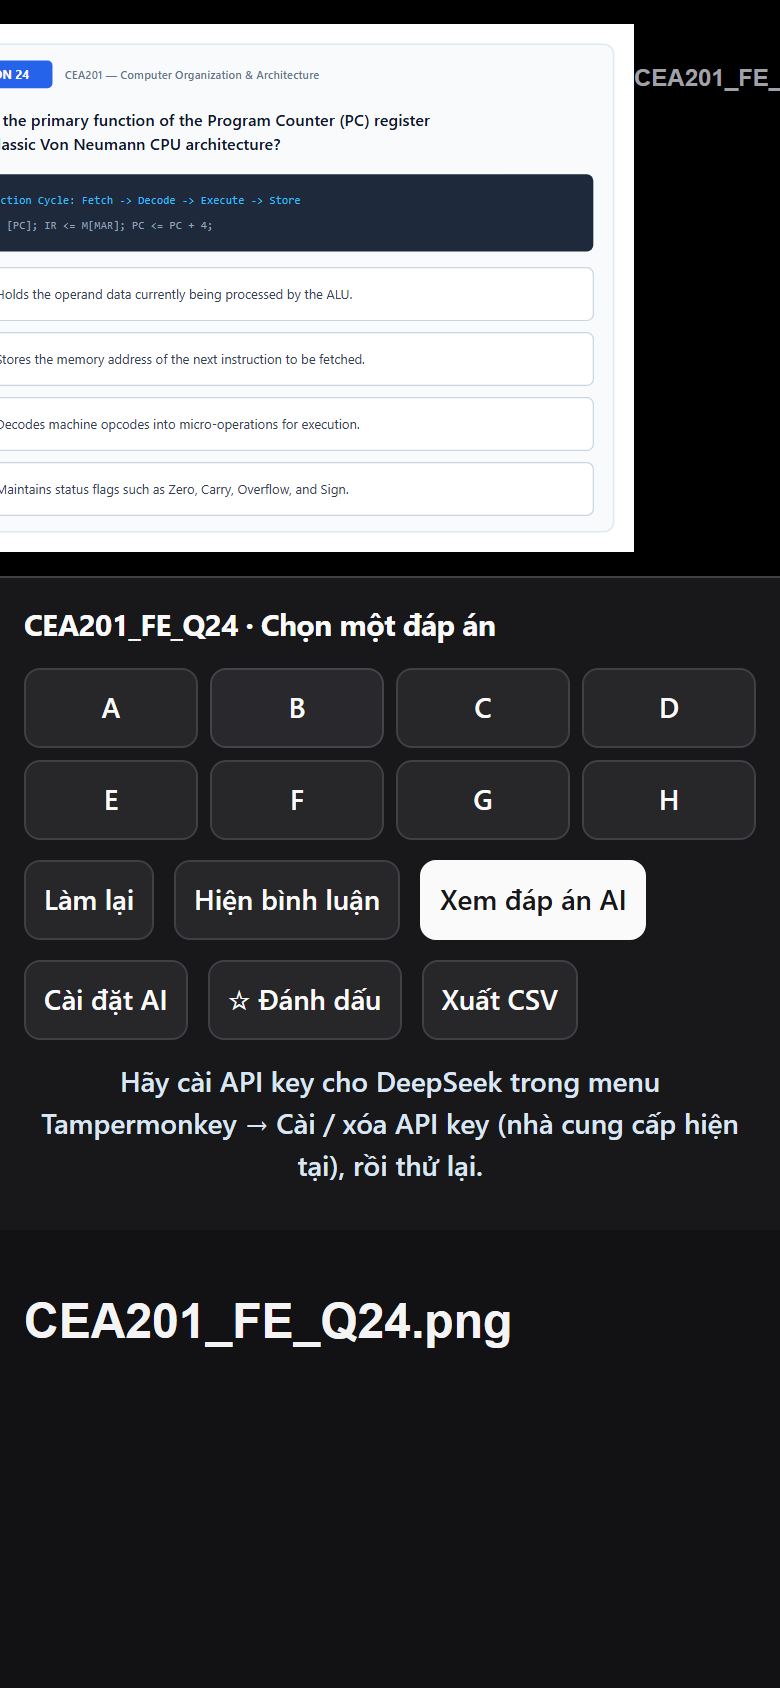 ON 24
CEA201 — Computer Organization & Architecture
CEA201_FE_
the primary function of the Program Counter (PC) register
lassic Von Neumann CPU architecture?
ction Cycle: Fetch -> Decode -> Execute -> Store
[PC]; IR <= M[MAR]; PC <= PC + 4;
Holds the operand data currently being processed by the ALU.
Stores the memory address of the next instruction to be fetched.
Decodes machine opcodes into micro-operations for execution.
Maintains status flags such as Zero, Carry, Overflow, and Sign.
CEA201_FE_Q24 · Chọn một đáp án
A B C D
E F G H
Làm lại Hiện bình luận Xem đáp án AI
Cài đặt AI ☆ Đánh dấu Xuất CSV
Hãy cài API key cho DeepSeek trong menu
Tampermonkey → Cài / xóa API key (nhà cung cấp hiện
tại), rồi thử lại.
CEA201_FE_Q24.png